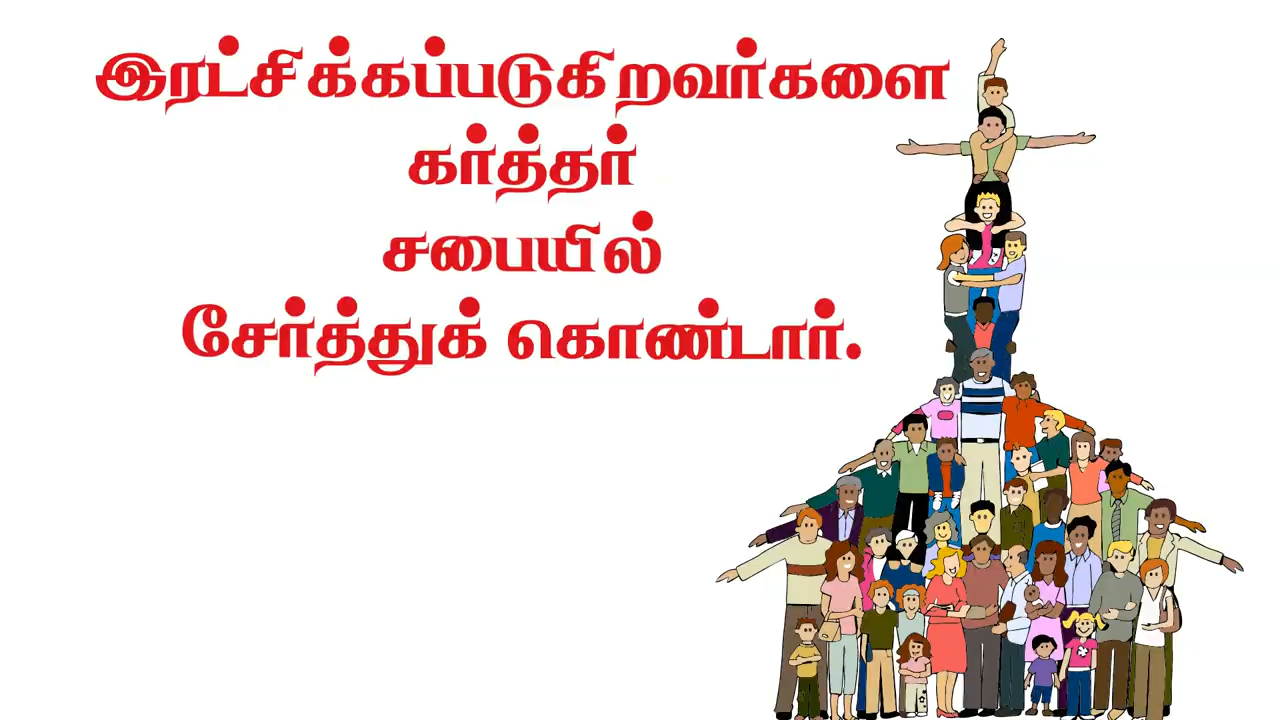 இரட்சிக்கப்படுகிறவர்களை
கர்த்தர்
சபையில்
சேர்த்துக் கொண்டார்.